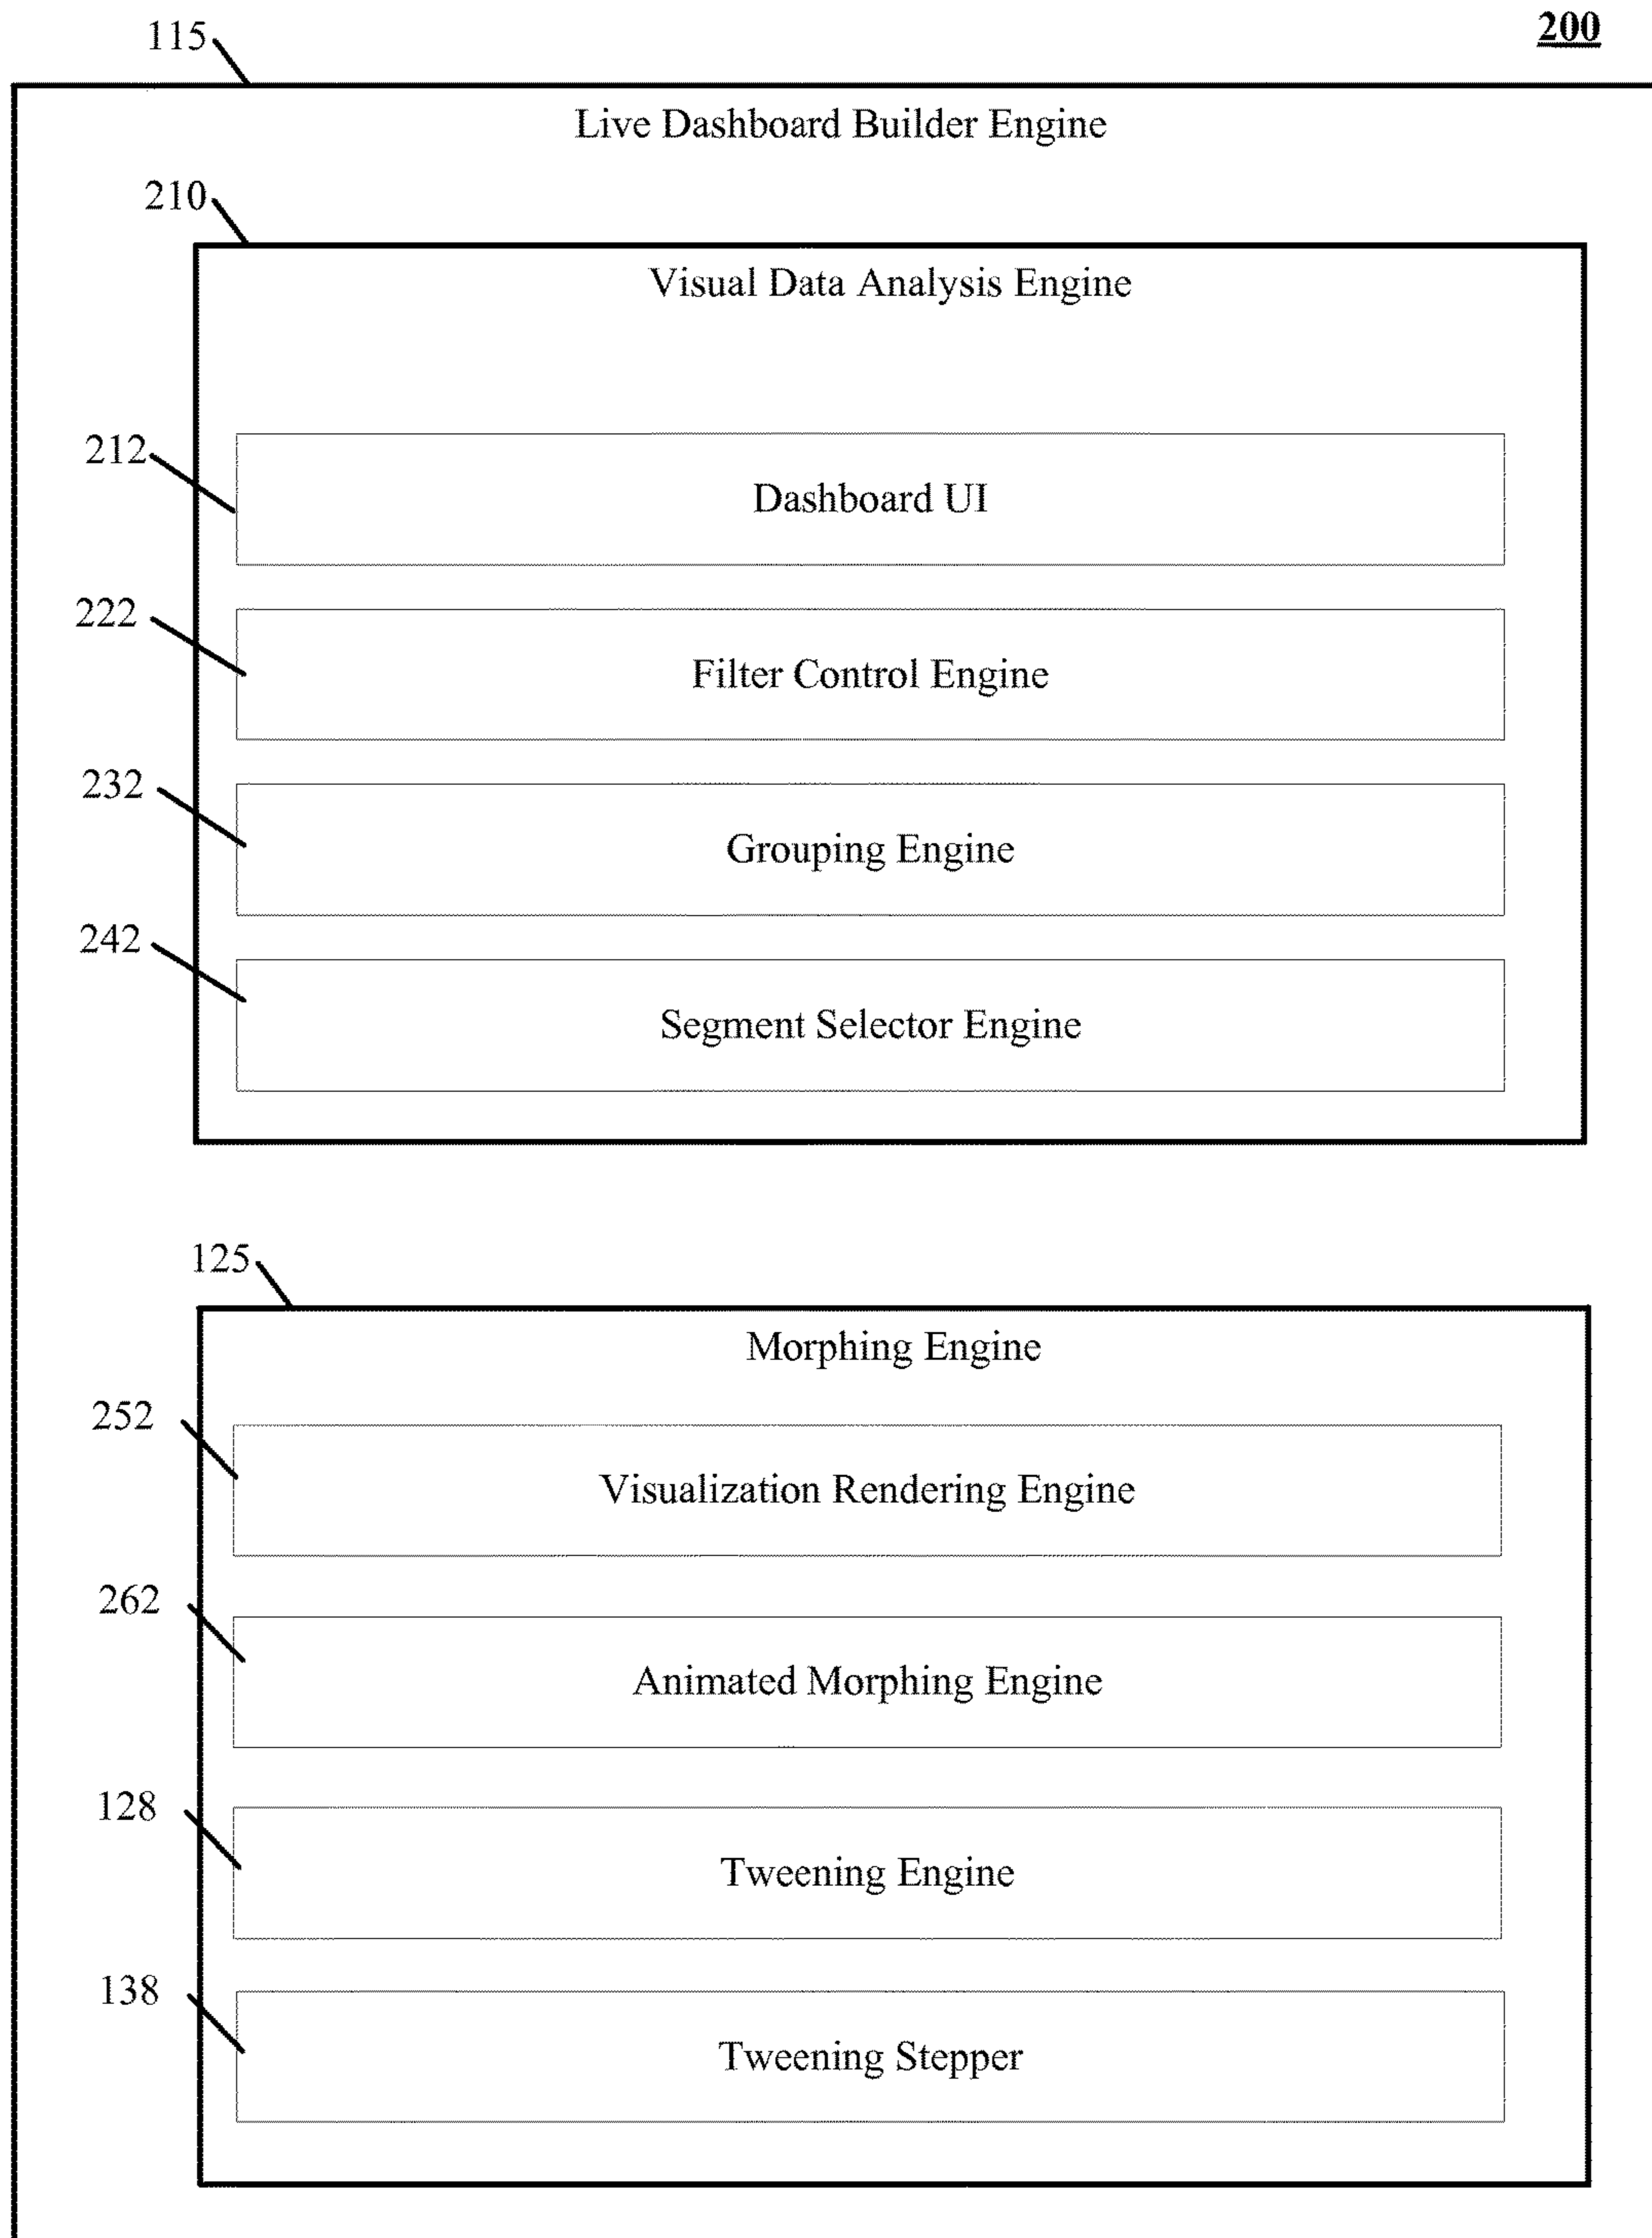 200
115
Live Dashboard Builder Engine
210
Visual Data Analysis Engine
212
Dashboard UI
222
Filter Control Engine
232
Grouping Engine
242
Segment Selector Engine
125
Morphing Engine
252
Visualization Rendering Engine
262
Animated Morphing Engine
128
Tweening Engine
138
Tweening Stepper